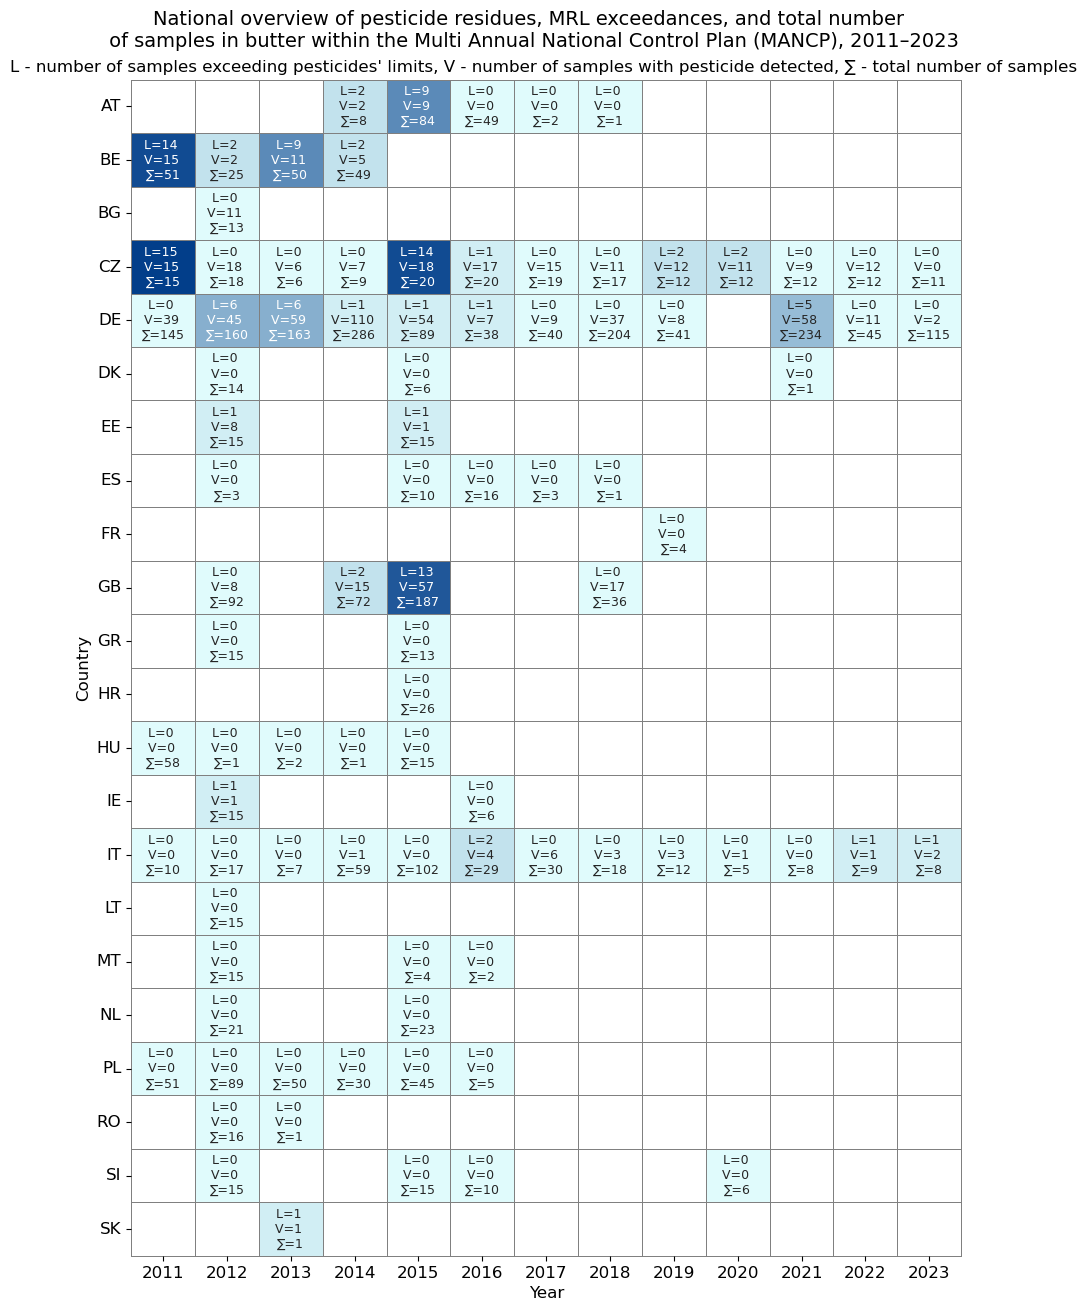 National overview of pesticide residues, MRL exceedances, and total number
of samples in butter within the Multi Annual National Control Plan (MANCP), 2011–2023
L - number of samples exceeding pesticides' limits, V - number of samples with pesticide detected, ∑ - total number of samples
AT
L=2 L=9 L=0 L=0 L=0
V=2 V=9 V=0 V=0 V=0
∑=8 ∑=84 ∑=49 ∑=2 ∑=1
BE
L=14 L=2 L=9 L=2
V=15 V=2 V=11 V=5
∑=51 ∑=25 ∑=50 ∑=49
BG
L=0
V=11
∑=13
CZ
L=15 L=0 L=0 L=0 L=14 L=1 L=0 L=0 L=2 L=2 L=0 L=0 L=0
V=15 V=18 V=6 V=7 V=18 V=17 V=15 V=11 V=12 V=11 V=9 V=12 V=0
∑=15 ∑=18 ∑=6 ∑=9 ∑=20 ∑=20 ∑=19 ∑=17 ∑=12 ∑=12 ∑=12 ∑=12 ∑=11
DE
L=0 L=6 L=6 L=1 L=1 L=1 L=0 L=0 L=0 L=5 L=0 L=0
V=39 V=45 V=59 V=110 V=54 V=7 V=9 V=37 V=8 V=58 V=11 V=2
∑=145 ∑=160 ∑=163 ∑=286 ∑=89 ∑=38 ∑=40 ∑=204 ∑=41 ∑=234 ∑=45 ∑=115
DK
L=0 L=0 L=0
V=0 V=0 V=0
∑=14 ∑=6 ∑=1
EE
L=1 L=1
V=8 V=1
∑=15 ∑=15
ES
L=0 L=0 L=0 L=0 L=0
V=0 V=0 V=0 V=0 V=0
∑=3 ∑=10 ∑=16 ∑=3 ∑=1
FR
L=0
V=0
∑=4
GB
L=0 L=2 L=13 L=0
V=8 V=15 V=57 V=17
∑=92 ∑=72 ∑=187 ∑=36
GR
L=0 L=0
V=0 V=0
∑=15 ∑=13
Country
HR
L=0
V=0
∑=26
HU
L=0 L=0 L=0 L=0 L=0
V=0 V=0 V=0 V=0 V=0
∑=58 ∑=1 ∑=2 ∑=1 ∑=15
IE
L=1 L=0
V=1 V=0
∑=15 ∑=6
IT
L=0 L=0 L=0 L=0 L=0 L=2 L=0 L=0 L=0 L=0 L=0 L=1 L=1
V=0 V=0 V=0 V=1 V=0 V=4 V=6 V=3 V=3 V=1 V=0 V=1 V=2
∑=10 ∑=17 ∑=7 ∑=59 ∑=102 ∑=29 ∑=30 ∑=18 ∑=12 ∑=5 ∑=8 ∑=9 ∑=8
LT
L=0
V=0
∑=15
MT
L=0 L=0 L=0
V=0 V=0 V=0
∑=15 ∑=4 ∑=2
NL
L=0 L=0
V=0 V=0
∑=21 ∑=23
PL
L=0 L=0 L=0 L=0 L=0 L=0
V=0 V=0 V=0 V=0 V=0 V=0
∑=51 ∑=89 ∑=50 ∑=30 ∑=45 ∑=5
RO
L=0 L=0
V=0 V=0
∑=16 ∑=1
SI
L=0 L=0 L=0 L=0
V=0 V=0 V=0 V=0
∑=15 ∑=15 ∑=10 ∑=6
SK
L=1
V=1
∑=1
2011 2012 2013 2014 2015 2016 2017 2018 2019 2020 2021 2022 2023
Year